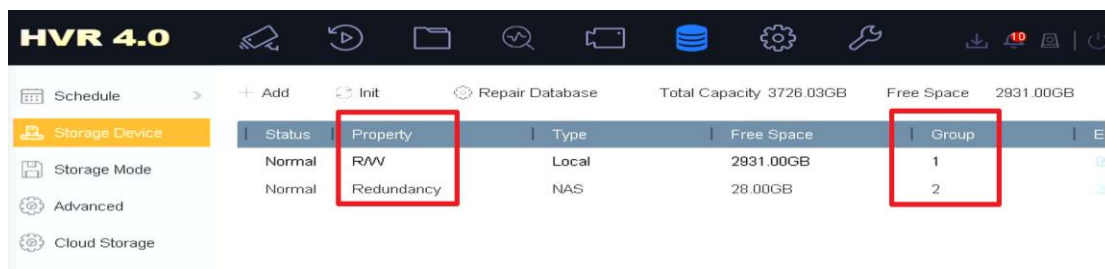 HVR 4.0
10
Schedule >
+ Add Init Repair Database Total Capacity 3726.03GB Free Space 2931.00GB
Storage Device
Status Property Type Free Space Group E
Normal R/W Local 2931.00GB 1
Storage Mode
Normal Redundancy NAS 28.00GB 2
Advanced
Cloud Storage